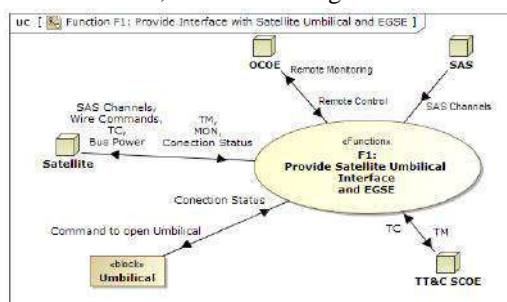 uc [ Function F1: Provide Interface with Satellite Umbilical and EGSE ]
OCOE
SAS
Remote Monitoring
Remote Control
SAS Channels
SAS Channels,
Wire Commands,
TC,
Bus Power
TM,
MON,
Conection Status
Satellite
«Function»
F1:
Provide Satellite Umbilical
Interface
and EGSE
Conection Status
Command to open Umbilical
TC
TM
«block»
Umbilical
TT&C SCOE